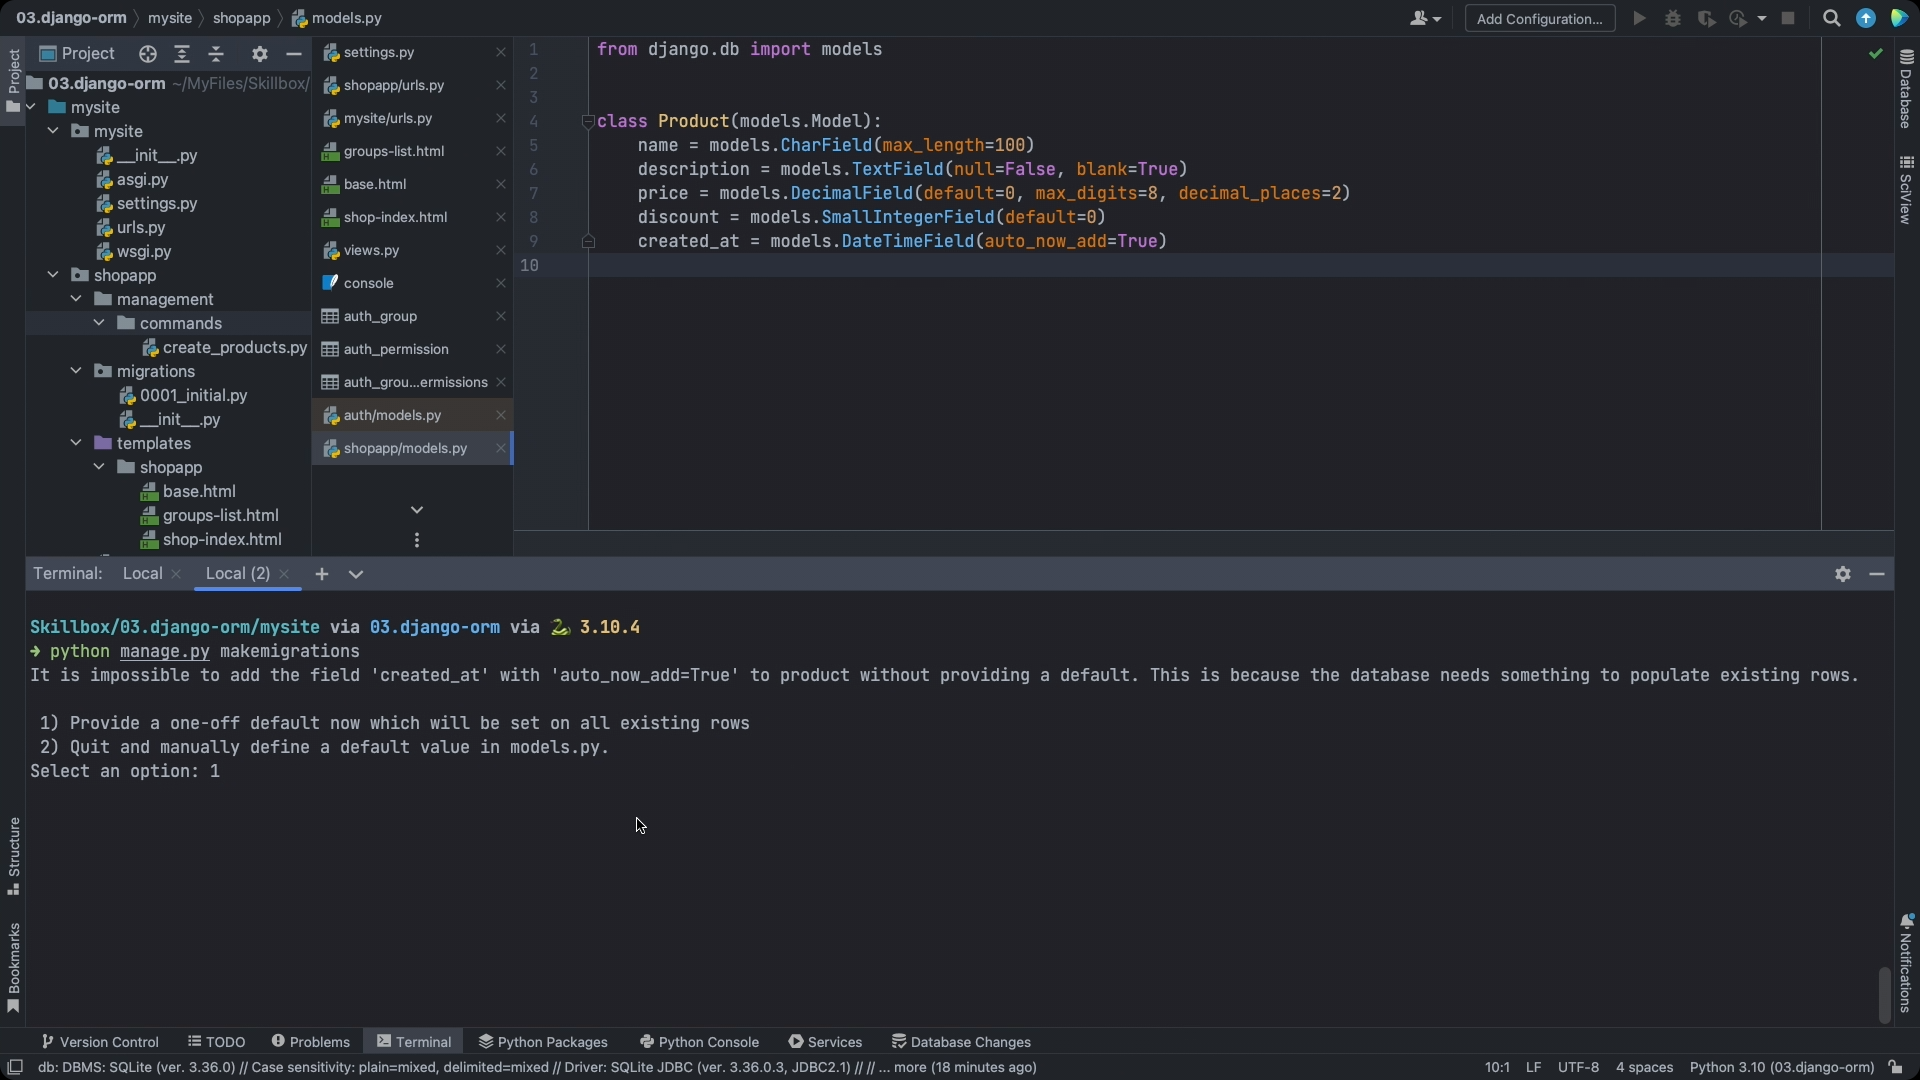 03.django-orm mysite shopapp models.py
Add Configuration...
Project
Project
03.django-orm ~/MyFiles/Skillbox/
mysite
mysite
__init__.py
asgi.py
settings.py
urls.py
wsgi.py
shopapp
management
commands
create_products.py
migrations
0001_initial.py
__init__.py
templates
shopapp
base.html
groups-list.html
shop-index.html
settings.py
shopapp/urls.py
mysite/urls.py
groups-list.html
base.html
shop-index.html
views.py
console
auth_group
auth_permission
auth_grou...ermissions
auth/models.py
shopapp/models.py
1 from django.db import models
2
3
4 class Product(models.Model):
5 name = models.CharField(max_length=100)
6 description = models.TextField(null=False, blank=True)
7 price = models.DecimalField(default=0, max_digits=8, decimal_places=2)
8 discount = models.SmallIntegerField(default=0)
9 created_at = models.DateTimeField(auto_now_add=True)
10
Database
SciView
Terminal: Local Local (2)
Skillbox/03.django-orm/mysite via 03.django-orm via 🐍 3.10.4
➜ python manage.py makemigrations
It is impossible to add the field 'created_at' with 'auto_now_add=True' to product without providing a default. This is because the database needs something to populate existing rows.
1) Provide a one-off default now which will be set on all existing rows
2) Quit and manually define a default value in models.py.
Select an option: 1
Structure
Bookmarks
Notifications
Version Control TODO Problems Terminal Python Packages Python Console Services Database Changes
db: DBMS: SQLite (ver. 3.36.0) // Case sensitivity: plain=mixed, delimited=mixed // Driver: SQLite JDBC (ver. 3.36.0.3, JDBC2.1) // // ... more (18 minutes ago) 10:1 LF UTF-8 4 spaces Python 3.10 (03.django-orm)